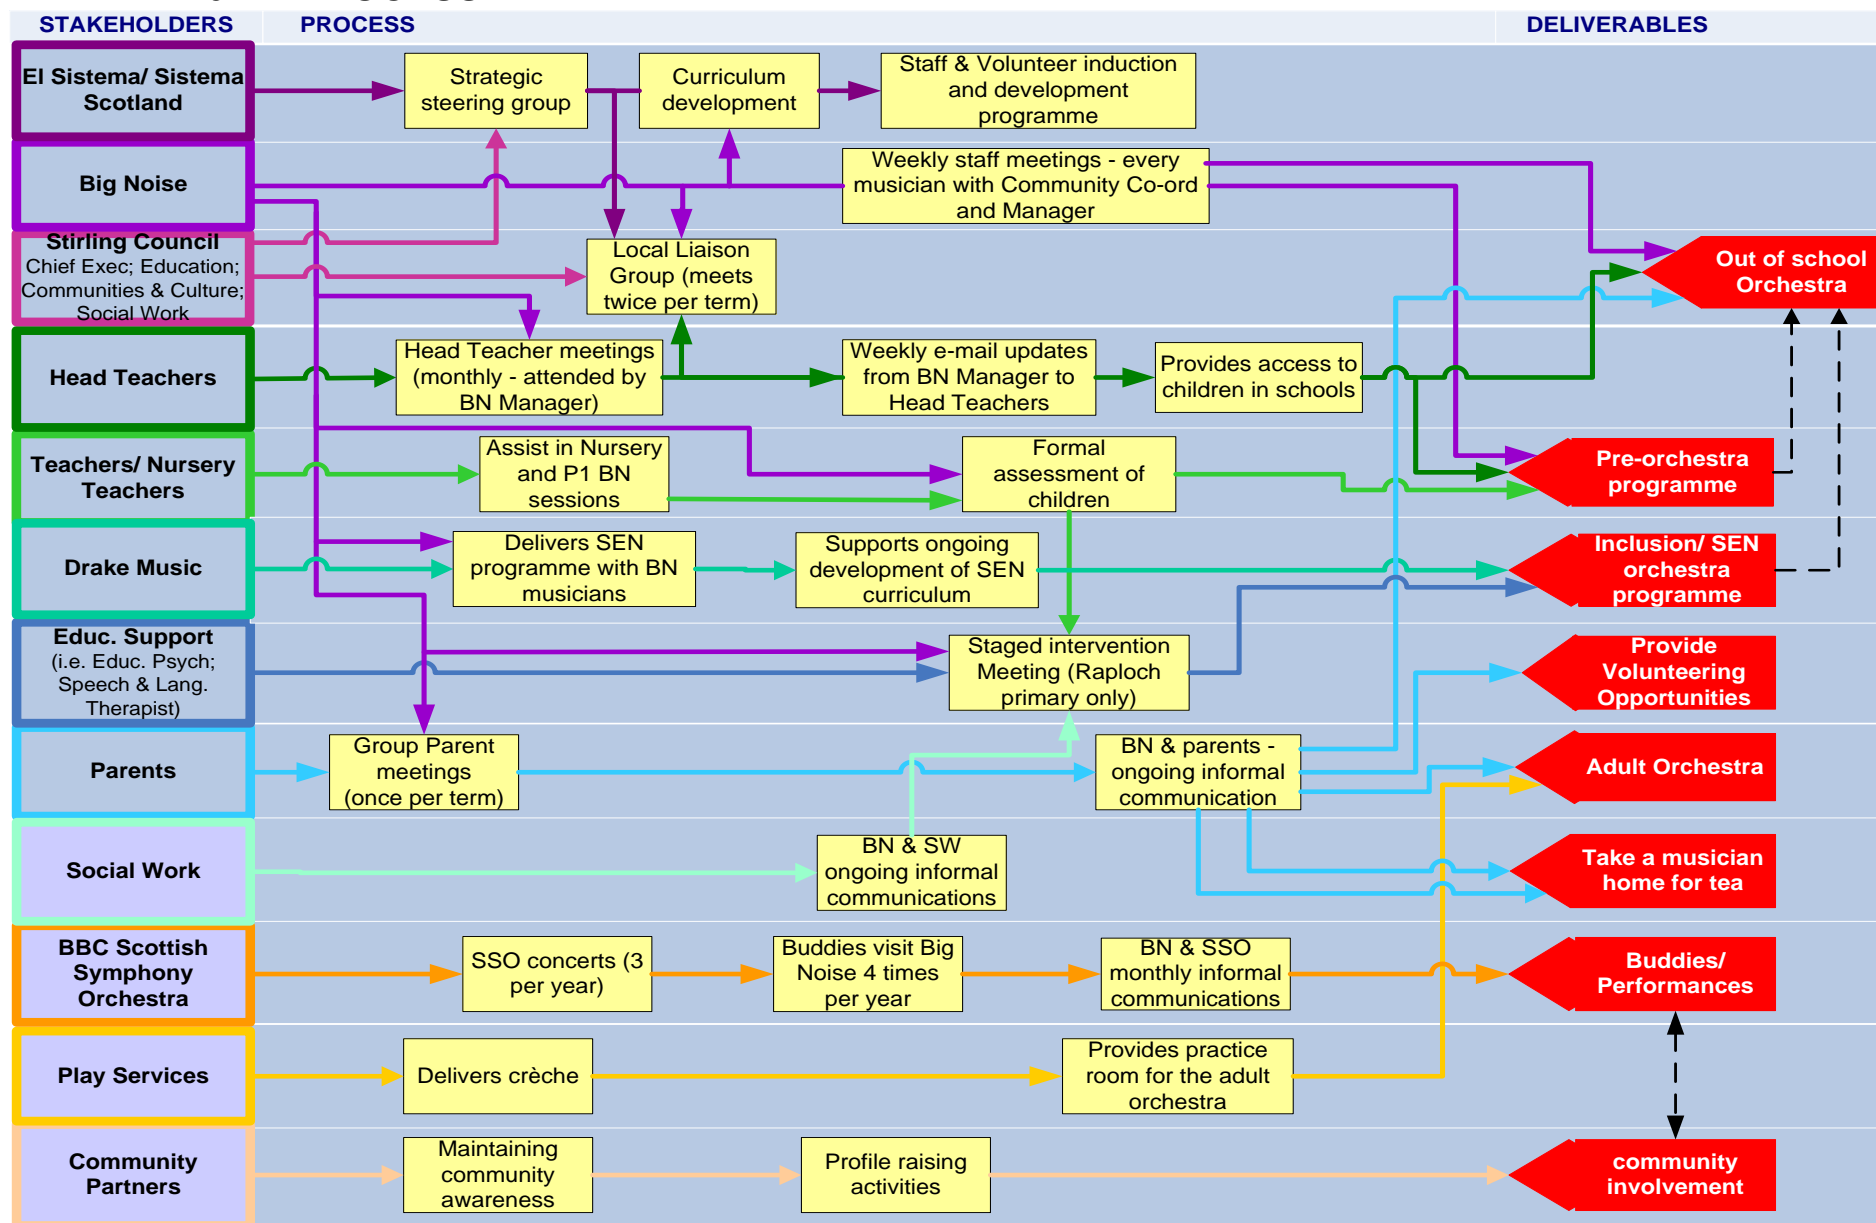 STAKEHOLDERS
PROCESS
DELIVERABLES
El Sistema/ Sistema
Scotland
Strategic
steering group
Curriculum
development
Staff & Volunteer induction
and development
programme
Big Noise
Weekly staff meetings - every
musician with Community Co-ord
and Manager
Stirling Council
Chief Exec; Education;
Communities & Culture;
Social Work
Local Liaison
Group (meets
twice per term)
Out of school
Orchestra
Head Teachers
Head Teacher meetings
(monthly - attended by
BN Manager)
Weekly e-mail updates
from BN Manager to
Head Teachers
Provides access to
children in schools
Teachers/ Nursery
Teachers
Assist in Nursery
and P1 BN
sessions
Formal
assessment of
children
Pre-orchestra
programme
Drake Music
Delivers SEN
programme with BN
musicians
Supports ongoing
development of SEN
curriculum
Inclusion/ SEN
orchestra
programme
Educ. Support
(i.e. Educ. Psych;
Speech & Lang.
Therapist)
Staged intervention
Meeting (Raploch
primary only)
Provide
Volunteering
Opportunities
Parents
Group Parent
meetings
(once per term)
BN & parents -
ongoing informal
communication
Adult Orchestra
Social Work
BN & SW
ongoing informal
communications
Take a musician
home for tea
BBC Scottish
Symphony
Orchestra
SSO concerts (3
per year)
Buddies visit Big
Noise 4 times
per year
BN & SSO
monthly informal
communications
Buddies/
Performances
Play Services
Delivers crèche
Provides practice
room for the adult
orchestra
Community
Partners
Maintaining
community
awareness
Profile raising
activities
community
involvement